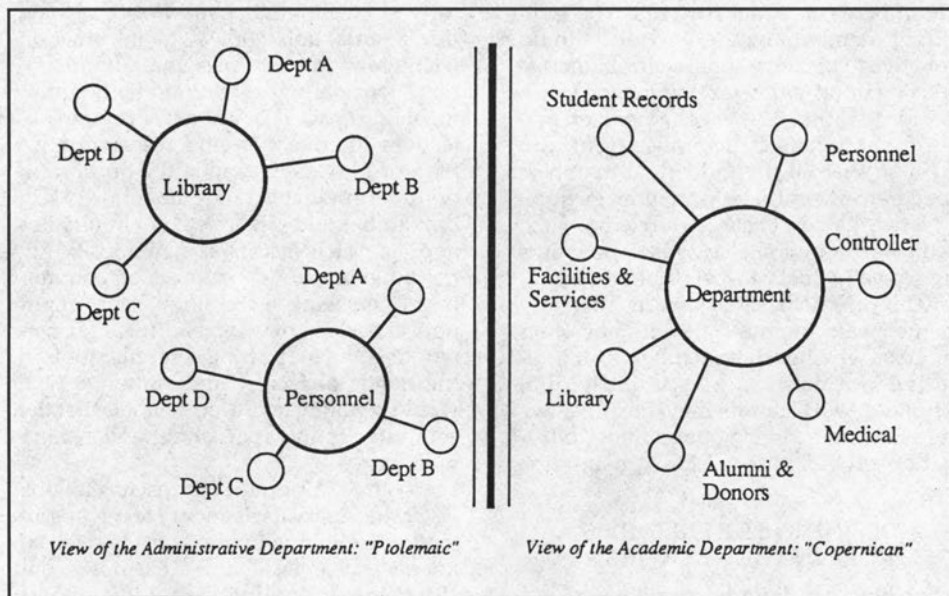 Dept A
Dept D
Library
Dept B
Dept C
Dept A
Dept D
Personnel
Dept B
Dept C
View of the Administrative Department: "Ptolemaic"
Student Records
Personnel
Controller
Facilities &
Services
Department
Library
Medical
Alumni &
Donors
View of the Academic Department: "Copernican"